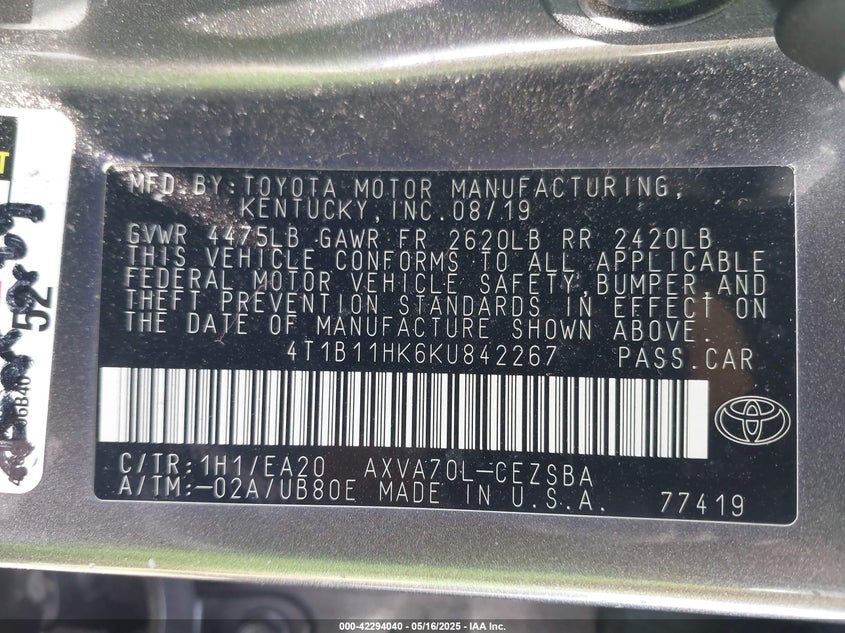 MFD. BY: TOYOTA MOTOR MANUFACTURING,
KENTUCKY, INC. 08/19
GVWR 4475LB GAWR FR 2620LB RR 2420LB
THIS VEHICLE CONFORMS TO ALL APPLICABLE
FEDERAL MOTOR VEHICLE SAFETY, BUMPER AND
THEFT PREVENTION STANDARDS IN EFFECT ON
THE DATE OF MANUFACTURE SHOWN ABOVE.
4T1B11HK6KU842267 PASS.CAR
C/TR: 1H1/EA20 AXVA70L-CEZSBA
A/TM: -02A/UB80E MADE IN U.S.A. 77419
52
06B40
000-42294040 - 05/16/2025 - IAA Inc.